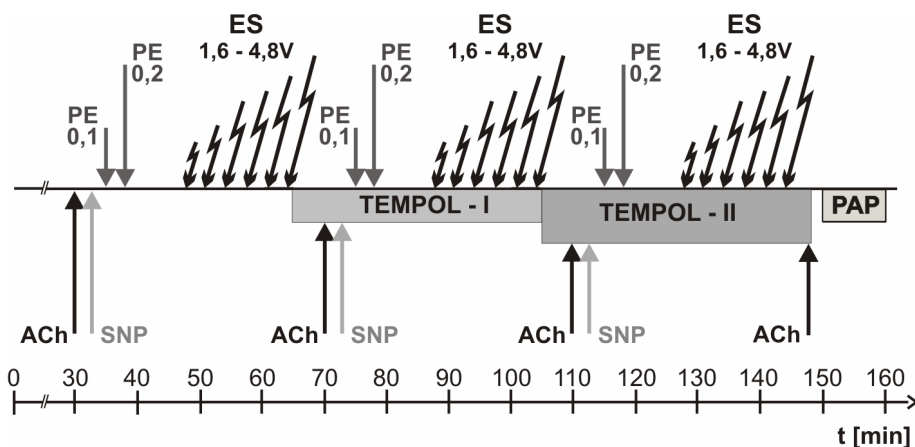 ES
1,6 - 4,8V
ES
1,6 - 4,8V
ES
1,6 - 4,8V
PE
0,2
PE
0,2
PE
0,2
PE
0,1
PE
0,1
PE
0,1
TEMPOL - I
TEMPOL - II
PAP
ACh SNP ACh SNP ACh SNP ACh
0 30 40 50 60 70 80 90 100 110 120 130 140 150 160
t [min]